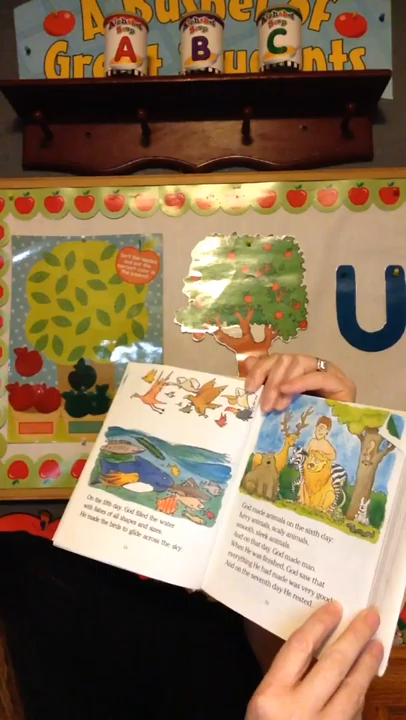 A Bushel of
Great Students
Alphabet
Soup
A
Alphabet
Soup
B
Alphabet
Soup
C
U
On the fifth day, God filled the water
with fishes of all shapes and sizes.
He made the birds to glide across the sky.
God made animals on the sixth day:
furry animals, scaly animals,
smooth, sleek animals.
And on that day, God made man.
When He was finished, God saw that
everything He had made was very good.
And on the seventh day He rested.